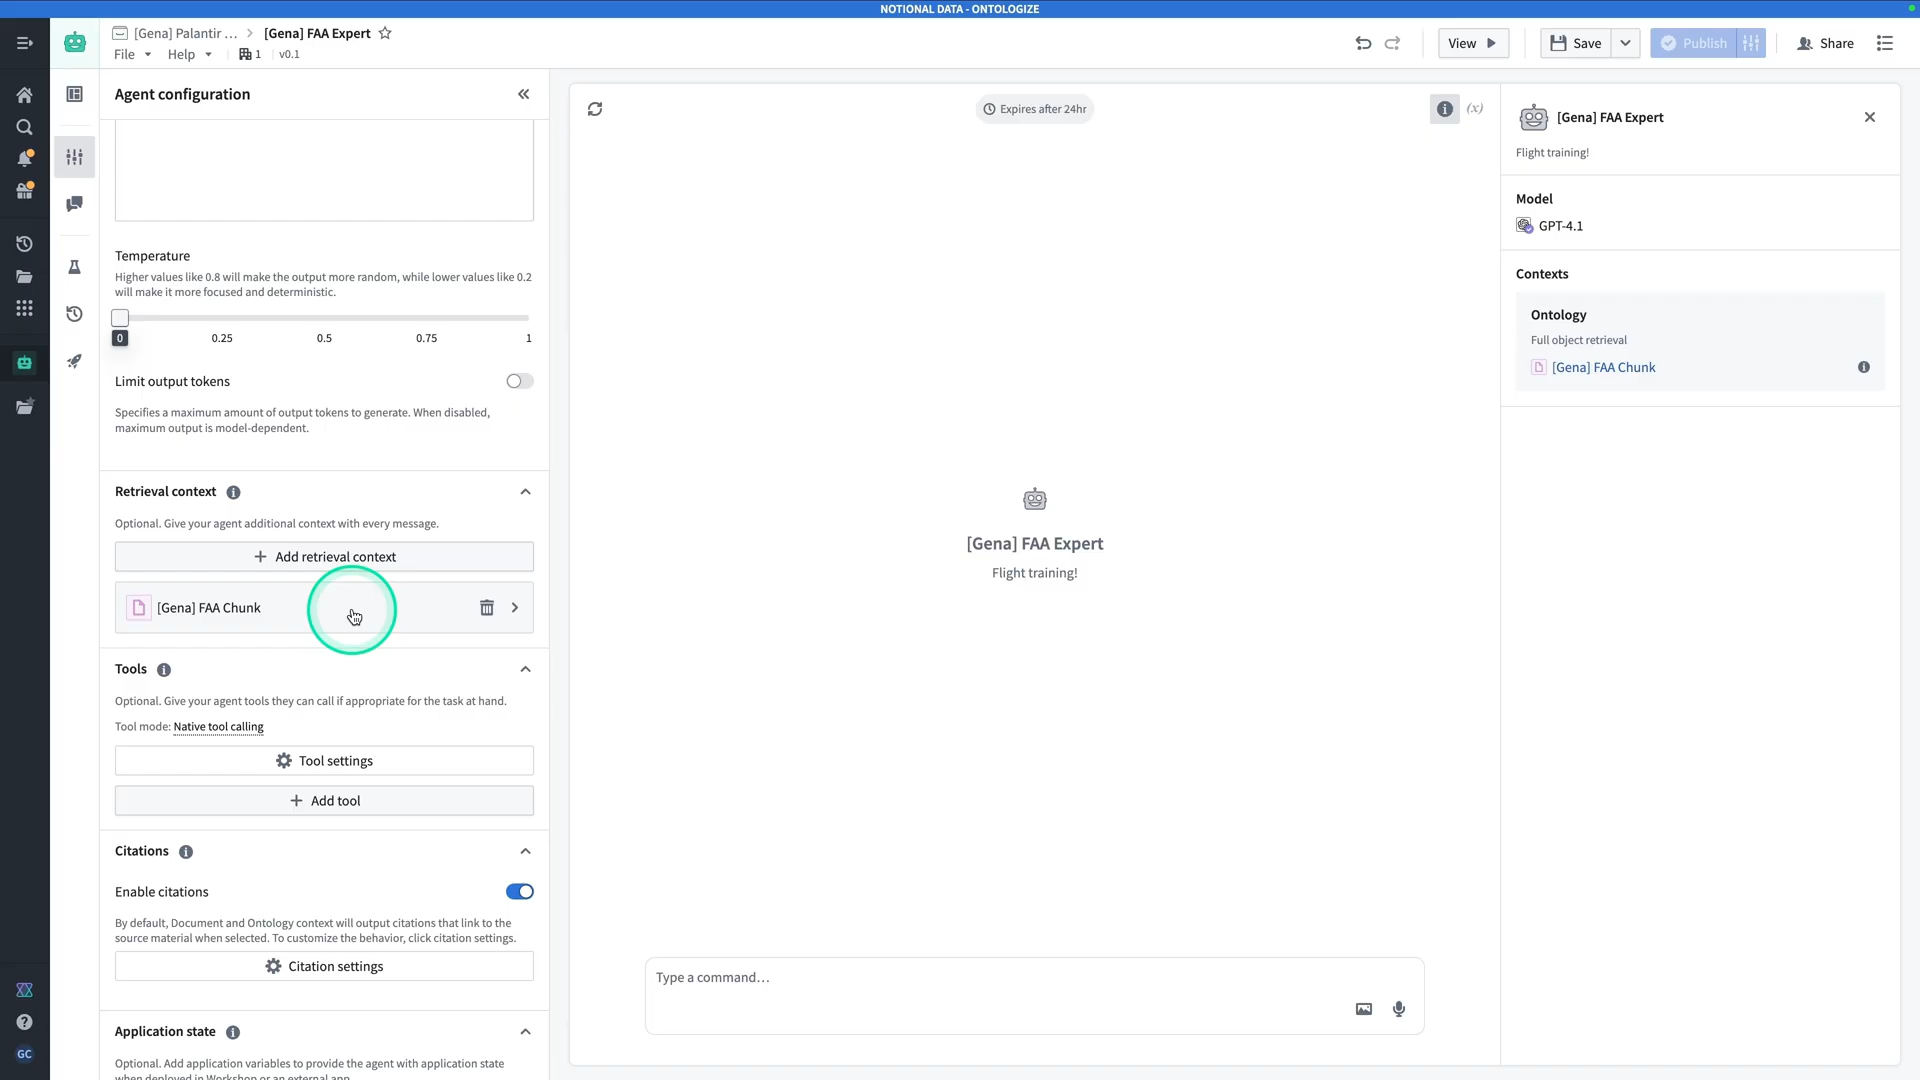 NOTIONAL DATA - ONTOLOGIZE
[Gena] Palantir ... > [Gena] FAA Expert
File Help 1 v0.1
View
Save
Publish
Share
Agent configuration
Temperature
Higher values like 0.8 will make the output more random, while lower values like 0.2
will make it more focused and deterministic.
0 0.25 0.5 0.75 1
Limit output tokens
Specifies a maximum amount of output tokens to generate. When disabled,
maximum output is model-dependent.
Retrieval context
Optional. Give your agent additional context with every message.
+ Add retrieval context
[Gena] FAA Chunk
Tools
Optional. Give your agent tools they can call if appropriate for the task at hand.
Tool mode: Native tool calling
Tool settings
+ Add tool
Citations
Enable citations
By default, Document and Ontology context will output citations that link to the
source material when selected. To customize the behavior, click citation settings.
Citation settings
Application state
Optional. Add application variables to provide the agent with application state
when deployed in Workshop or an external app.
GC
Expires after 24hr
(x)
[Gena] FAA Expert
Flight training!
Type a command...
[Gena] FAA Expert
Flight training!
Model
GPT-4.1
Contexts
Ontology
Full object retrieval
[Gena] FAA Chunk